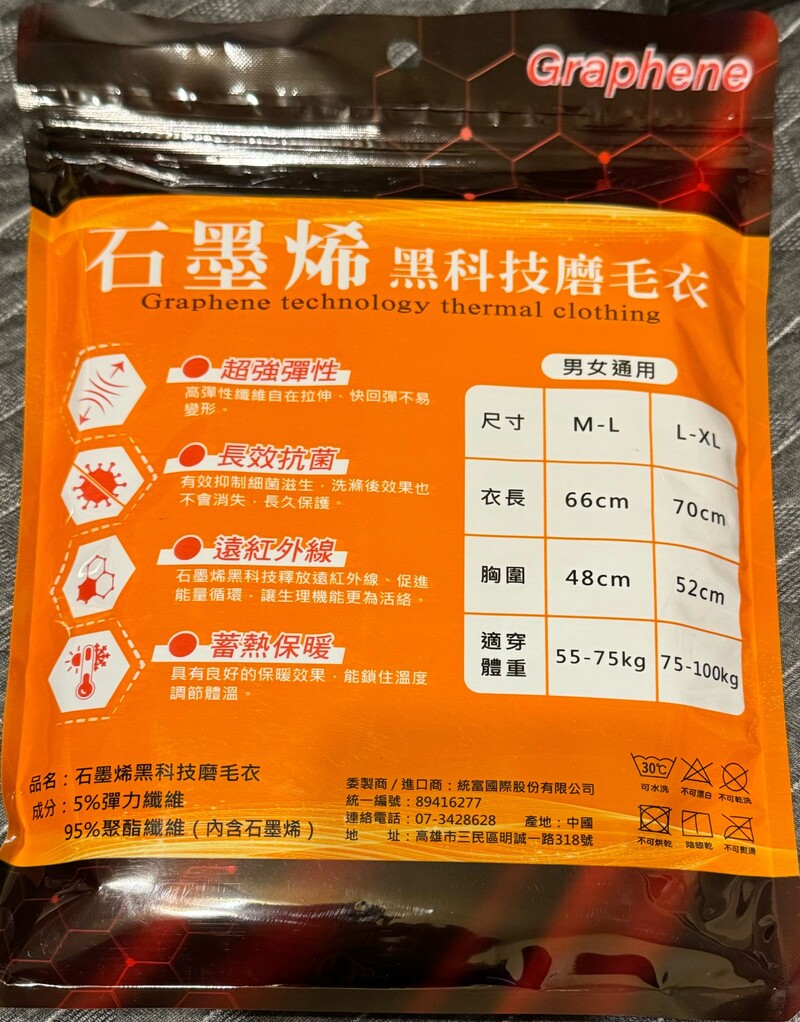 Graphene
石墨烯 黑科技磨毛衣
Graphene technology thermal clothing
超強彈性
高彈性纖維自在拉伸，快回彈不易
變形。
長效抗菌
有效抑制細菌滋生，洗滌後效果也
不會消失，長久保護。
遠紅外線
石墨烯黑科技釋放遠紅外線、促進
能量循環，讓生理機能更為活絡。
蓄熱保暖
具有良好的保暖效果，能鎖住溫度
調節體溫。
男女通用
尺寸 M-L L-XL
衣長 66cm 70cm
胸圍 48cm 52cm
適穿
體重 55-75kg 75-100kg
品名：石墨烯黑科技磨毛衣
成分：5%彈力纖維
95%聚酯纖維（內含石墨烯）
委製商/進口商：統富國際股份有限公司
統一編號：89416277
連絡電話：07-3428628 產地：中國
地 址：高雄市三民區明誠一路318號
30℃
可水洗 不可漂白 不可乾洗
不可烘乾 陰晾乾 不可熨燙